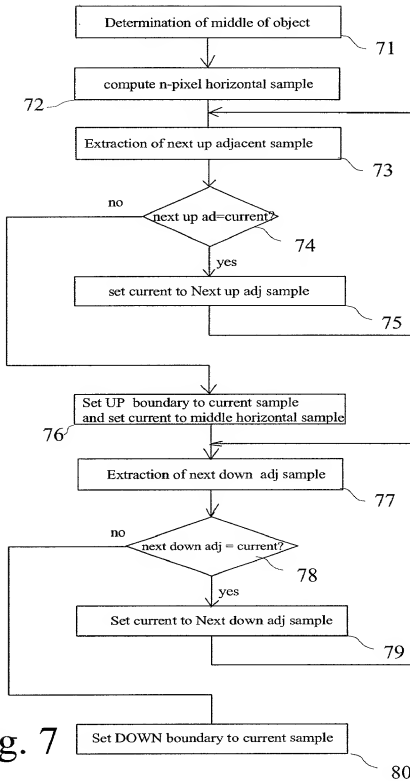 Determination of middle of object
71
compute n-pixel horizontal sample
72
Extraction of next up adjacent sample
73
no
next up ad=current?
74
yes
set current to Next up adj sample
75
Set UP boundary to current sample
and set current to middle horizontal sample
76
Extraction of next down adj sample
77
no
next down adj = current?
78
yes
Set current to Next down adj sample
79
g. 7
Set DOWN boundary to current sample
80